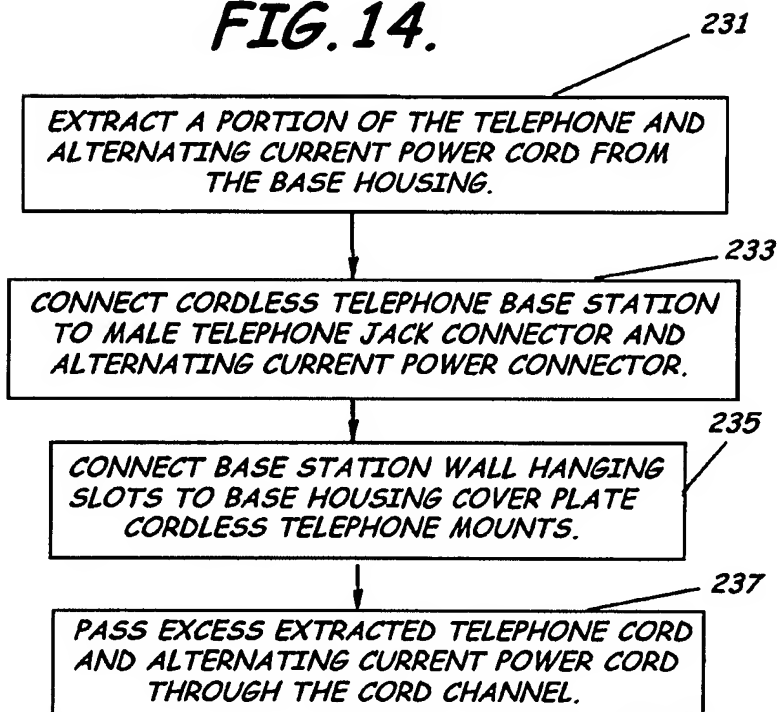 FIG. 14.
231
EXTRACT A PORTION OF THE TELEPHONE AND
ALTERNATING CURRENT POWER CORD FROM
THE BASE HOUSING.
233
CONNECT CORDLESS TELEPHONE BASE STATION
TO MALE TELEPHONE JACK CONNECTOR AND
ALTERNATING CURRENT POWER CONNECTOR.
235
CONNECT BASE STATION WALL HANGING
SLOTS TO BASE HOUSING COVER PLATE
CORDLESS TELEPHONE MOUNTS.
237
PASS EXCESS EXTRACTED TELEPHONE CORD
AND ALTERNATING CURRENT POWER CORD
THROUGH THE CORD CHANNEL.